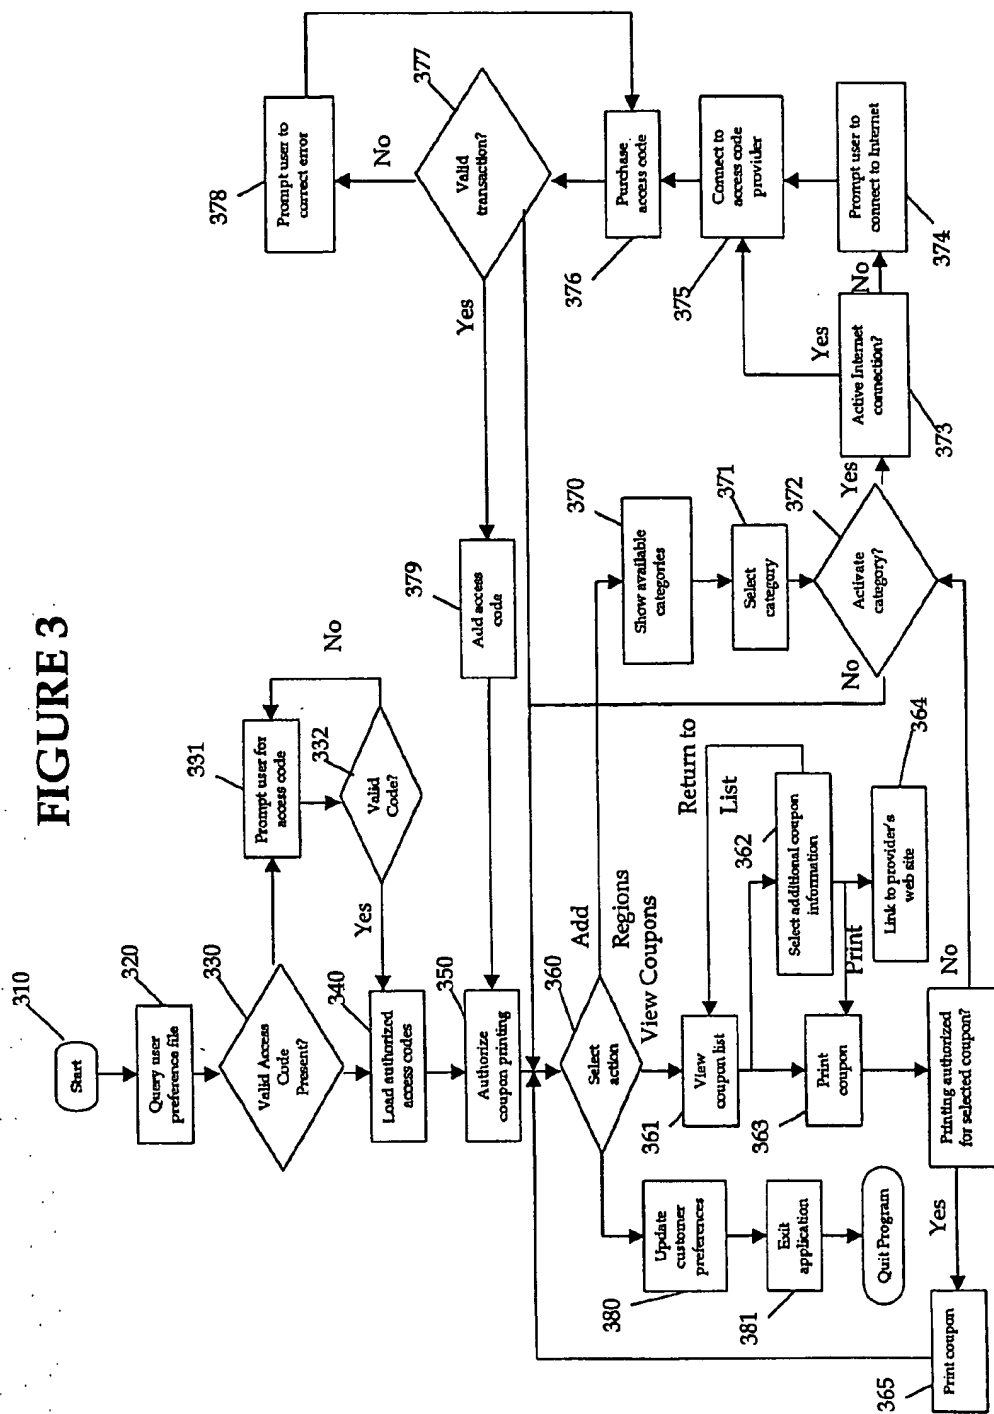 FIGURE 3
310
Start
320
Query user
preference file
330
Valid Access
Code
Present?
331
Prompt user for
access code
332
Valid
Code?
No
Yes
340
Load authorized
access codes
350
Authorize
coupon printing
360
Select
action
Add
Regions
View Coupons
361
View
coupon list
Return to
List
362
Select additional coupon
information
Print
363
Print
coupon
364
Link to provider's
web site
Printing authorized
for selected coupon?
Yes
No
365
Print coupon
370
Show available
categories
371
Select
category
372
Activate
category?
No
Yes
373
Active Internet
connection?
Yes
No
374
Prompt user to
connect to Internet
375
Connect to
access code
provider
376
Purchase
access code
377
Valid
transaction?
No
Yes
378
Prompt user to
correct error
379
Add access
code
380
Update
customer
preferences
381
Exit
application
Quit Program